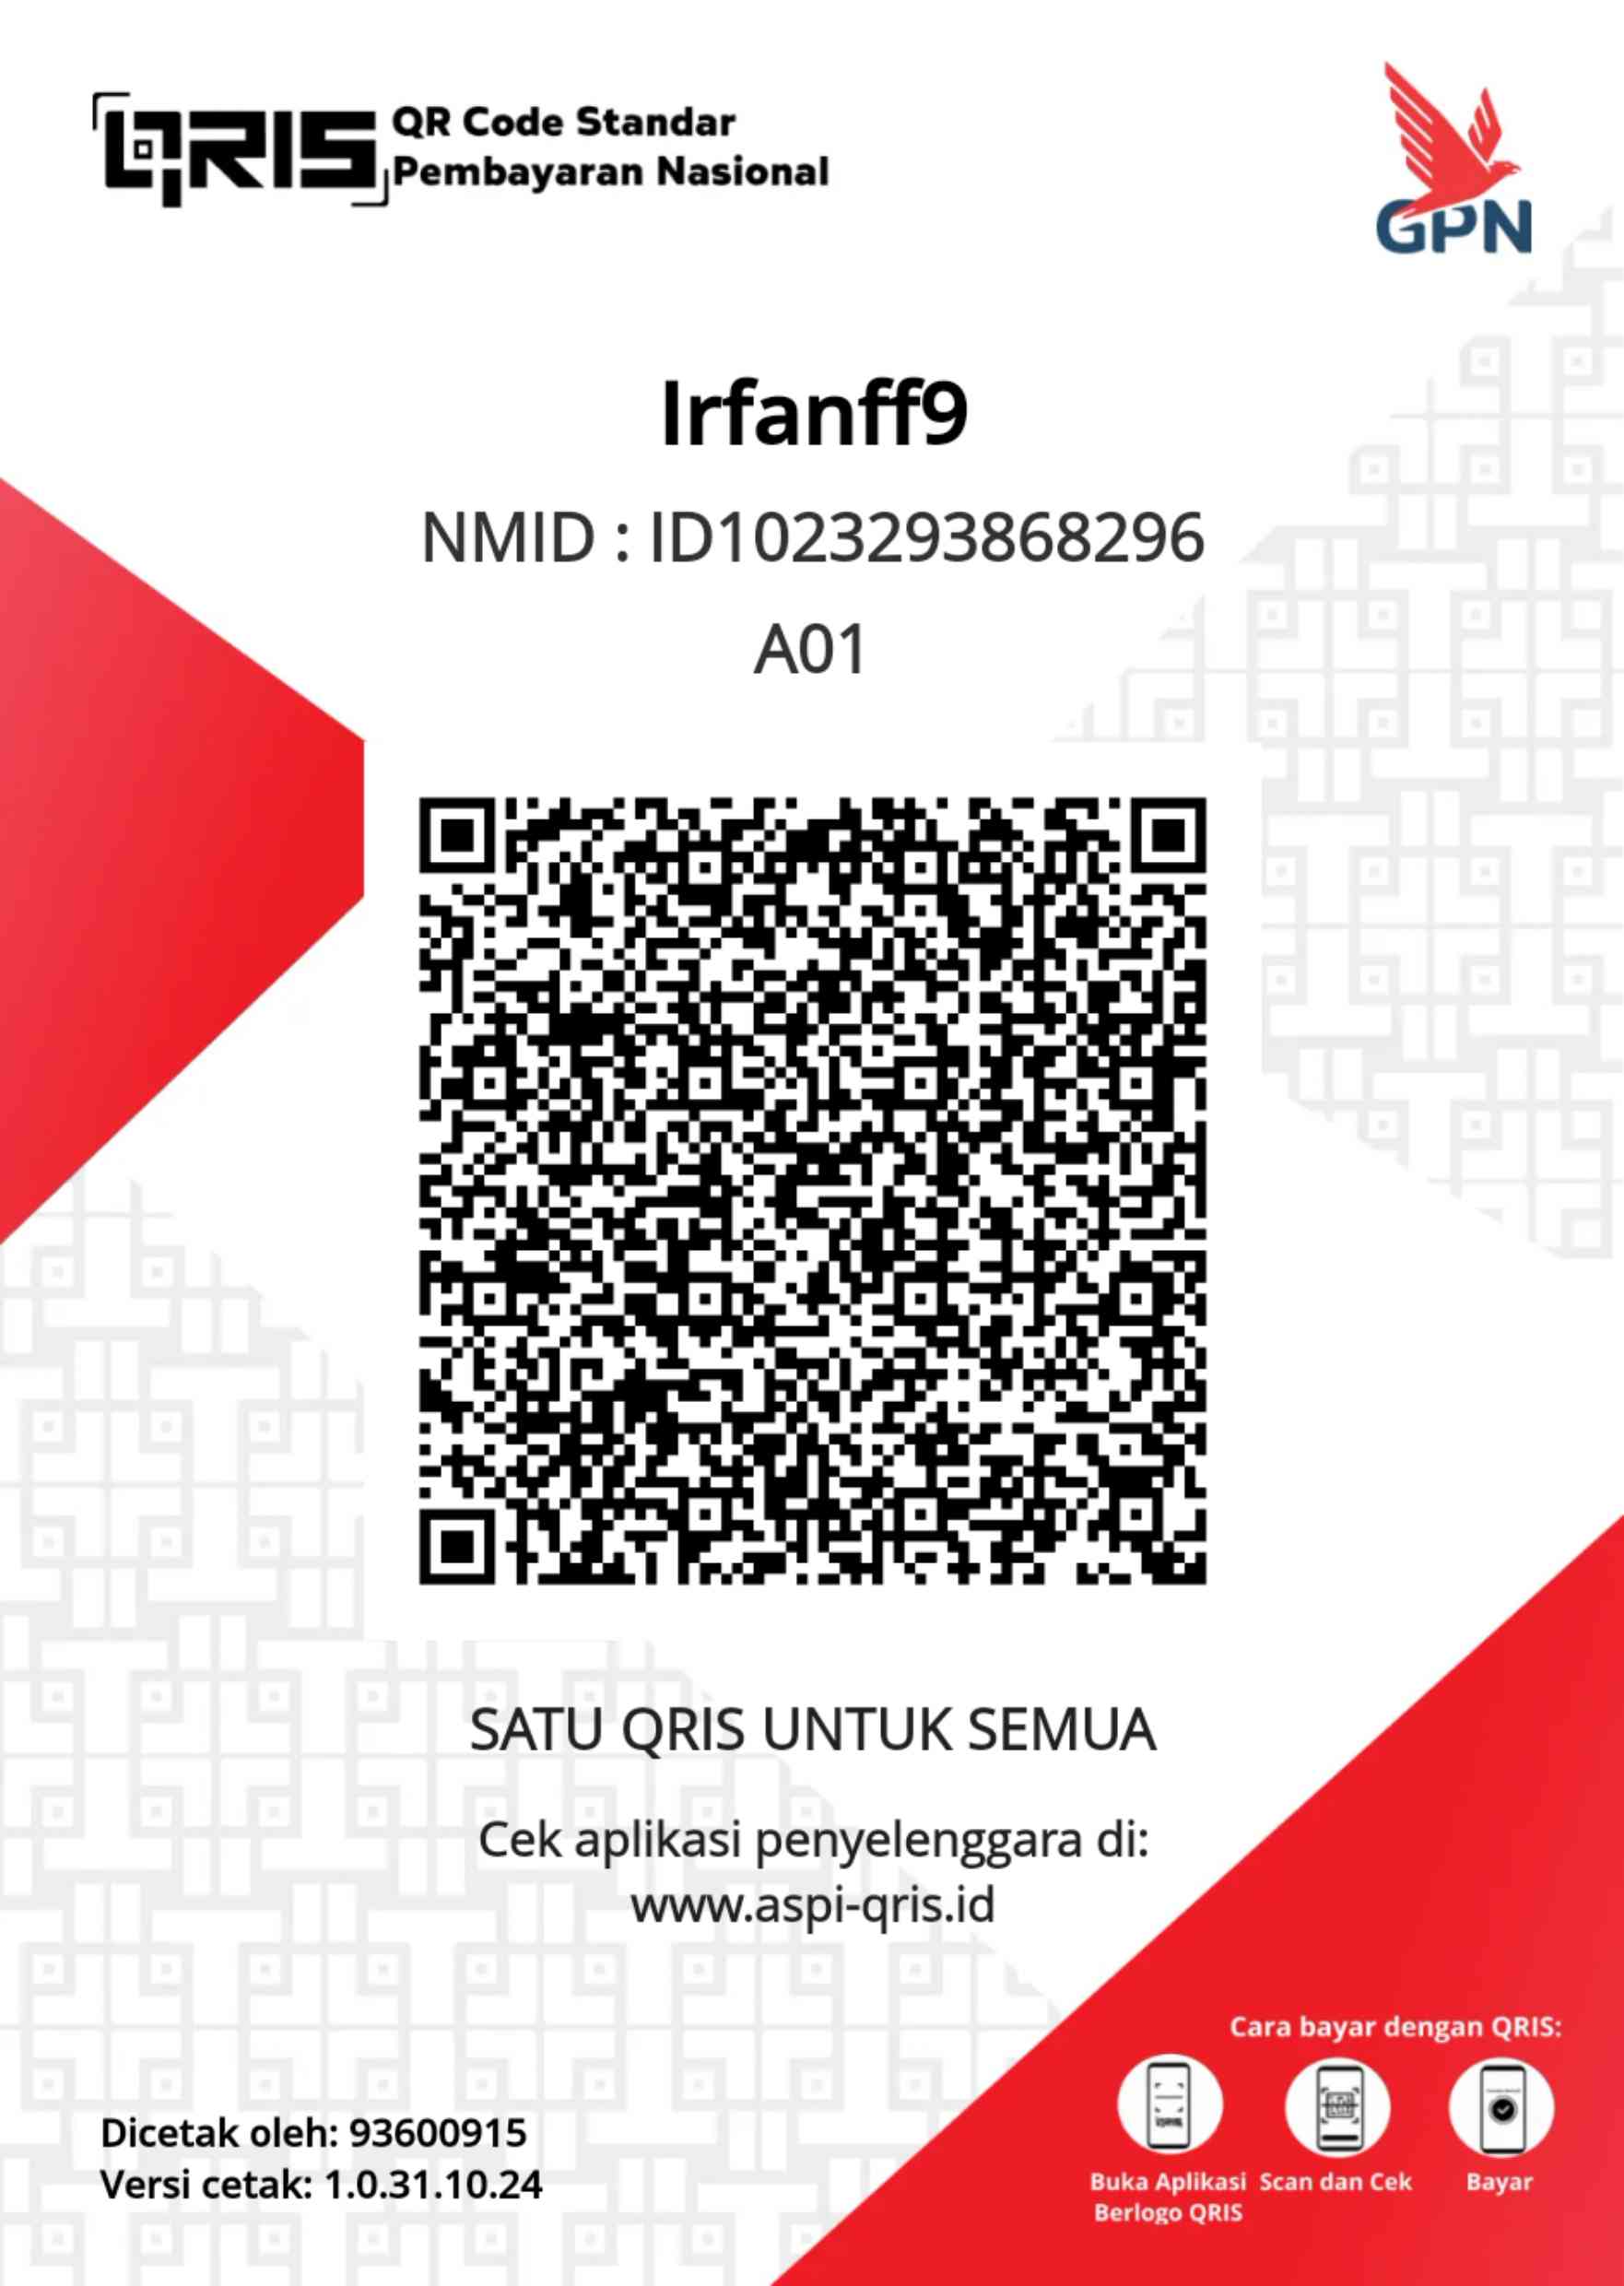 QRIS
QR Code Standar
Pembayaran Nasional
GPN
Irfanff9
NMID : ID1023293868296
A01
SATU QRIS UNTUK SEMUA
Cek aplikasi penyelenggara di:
www.aspi-qris.id
Cara bayar dengan QRIS:
Buka Aplikasi
Berlogo QRIS
Scan dan Cek
Bayar
Dicetak oleh: 93600915
Versi cetak: 1.0.31.10.24